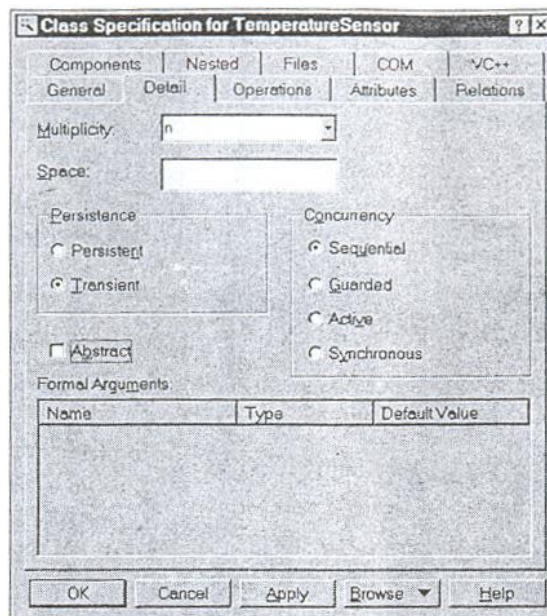 Class Specification for TemperatureSensor
Components Nested Files COM VC++
General Detail Operations Attributes Relations
Multiplicity: n
Space:
Persistence
Persistent
Transient
Concurrency
Sequential
Guarded
Active
Synchronous
Abstract
Formal Arguments:
Name Type Default Value
OK Cancel Apply Browse Help